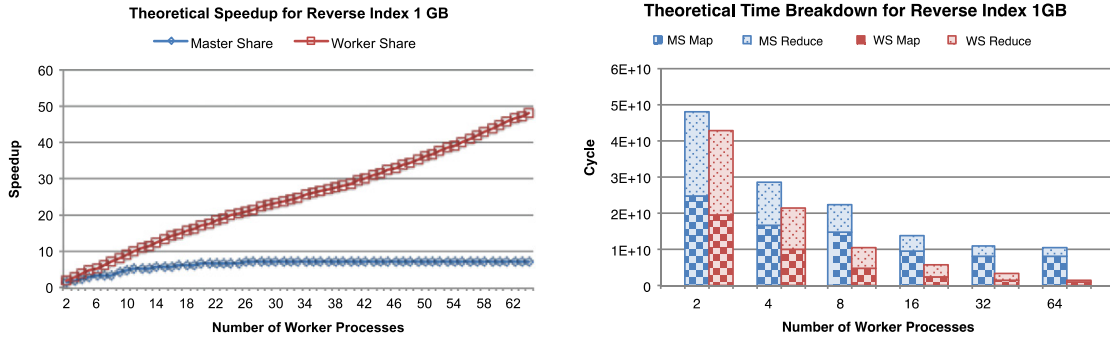 Theoretical Speedup for Reverse Index 1 GB
Master Share Worker Share
60
50
40
30
20
10
0
Speedup
2 6 10 14 18 22 26 30 34 38 42 46 50 54 58 62
Number of Worker Processes
Theoretical Time Breakdown for Reverse Index 1GB
MS Map MS Reduce WS Map WS Reduce
6E+10
5E+10
4E+10
3E+10
2E+10
1E+10
0
Cycle
2 4 8 16 32 64
Number of Worker Processes